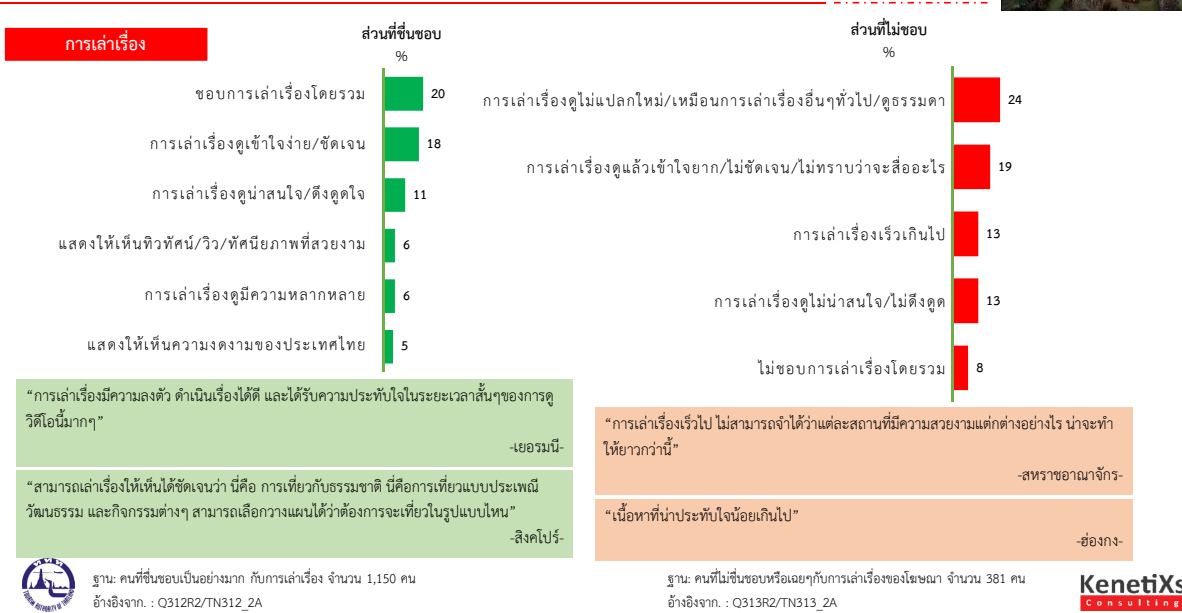 การเล่าเรื่อง
ส่วนที่ชื่นชอบ
%
ชอบการเล่าเรื่องโดยรวม 20
การเล่าเรื่องดูเข้าใจง่าย/ชัดเจน 18
การเล่าเรื่องดูน่าสนใจ/ดึงดูดใจ 11
แสดงให้เห็นทิวทัศน์/วิว/ทัศนียภาพที่สวยงาม 6
การเล่าเรื่องดูมีความหลากหลาย 6
แสดงให้เห็นความงดงามของประเทศไทย 5
“การเล่าเรื่องมีความลงตัว ดำเนินเรื่องได้ดี และได้รับความประทับใจในระยะเวลาสั้นๆของการดู
วิดีโอนี้มากๆ”
-เยอรมนี-
“สามารถเล่าเรื่องให้เห็นได้ชัดเจนว่า นี่คือ การเที่ยวกับธรรมชาติ นี่คือการเที่ยวแบบประเพณี
วัฒนธรรม และกิจกรรมต่างๆ สามารถเลือกวางแผนได้ว่าต้องการจะเที่ยวในรูปแบบไหน”
-สิงคโปร์-
ฐาน: คนที่ชื่นชอบเป็นอย่างมาก กับการเล่าเรื่อง จำนวน 1,150 คน
อ้างอิงจาก. : Q312R2/TN312_2A
ส่วนที่ไม่ชอบ
%
การเล่าเรื่องดูไม่แปลกใหม่/เหมือนการเล่าเรื่องอื่นๆทั่วไป/ดูธรรมดา 24
การเล่าเรื่องดูแล้วเข้าใจยาก/ไม่ชัดเจน/ไม่ทราบว่าจะสื่ออะไร 19
การเล่าเรื่องเร็วเกินไป 13
การเล่าเรื่องดูไม่น่าสนใจ/ไม่ดึงดูด 13
ไม่ชอบการเล่าเรื่องโดยรวม 8
“การเล่าเรื่องเร็วไป ไม่สามารถจำได้ว่าแต่ละสถานที่มีความสวยงามแตกต่างอย่างไร น่าจะทำ
ให้ยาวกว่านี้”
-สหราชอาณาจักร-
“เนื้อหาที่น่าประทับใจน้อยเกินไป”
-ฮ่องกง-
ฐาน: คนที่ไม่ชื่นชอบหรือเฉยๆกับการเล่าเรื่องของโฆษณา จำนวน 381 คน
อ้างอิงจาก. : Q313R2/TN313_2A
KenetiXs
Consulting